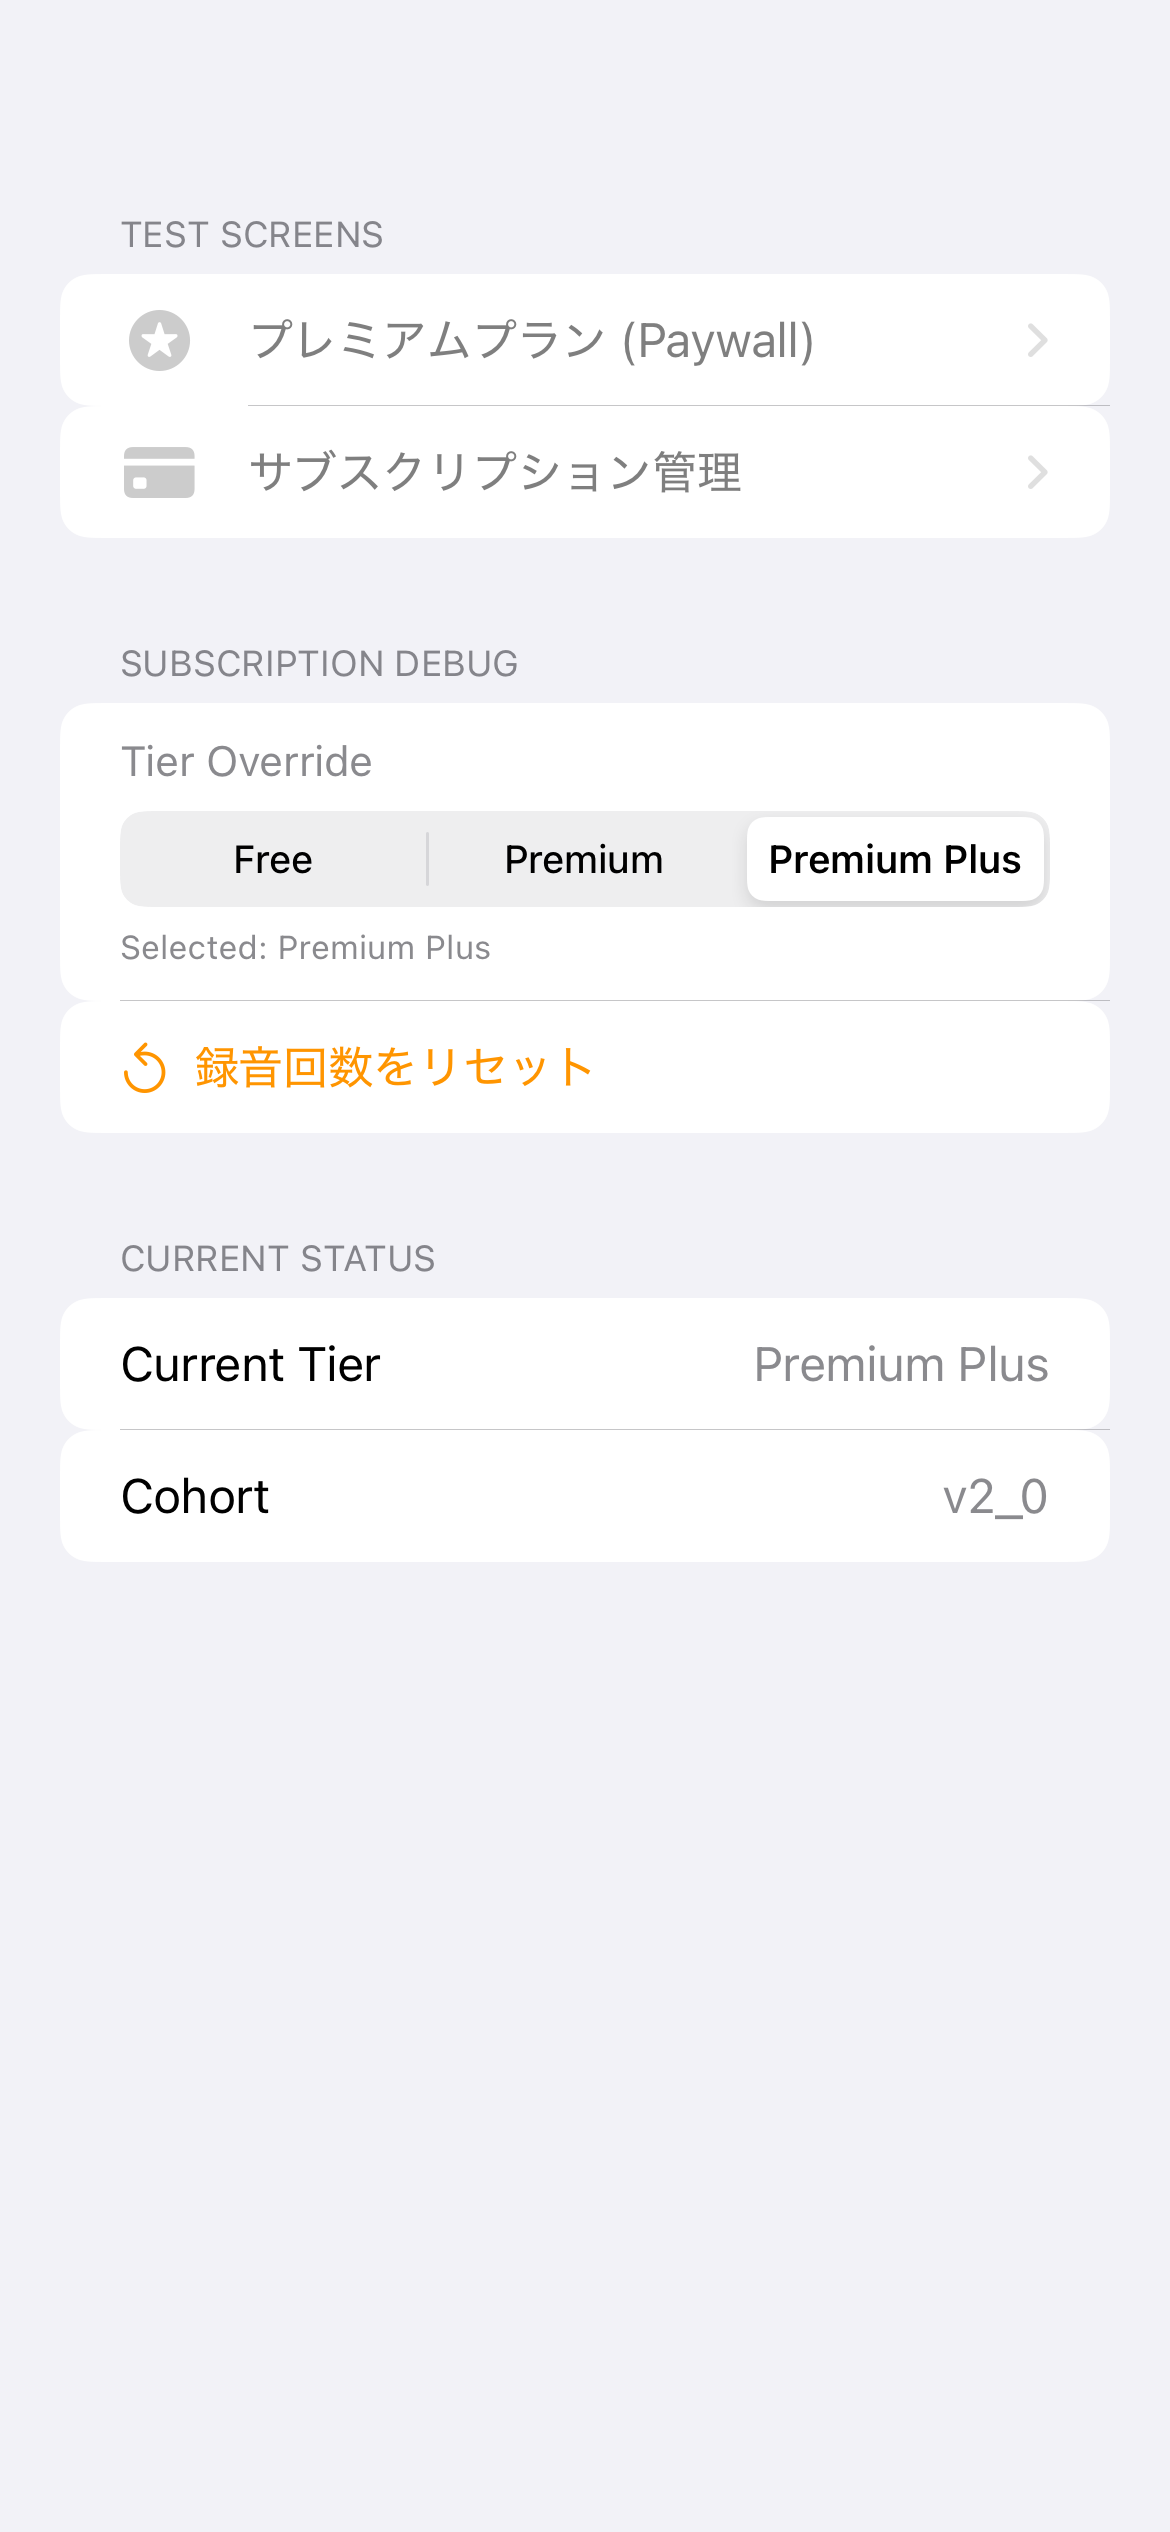 TEST SCREENS
プレミアムプラン (Paywall)
サブスクリプション管理
SUBSCRIPTION DEBUG
Tier Override
Free Premium Premium Plus
Selected: Premium Plus
録音回数をリセット
CURRENT STATUS
Current Tier Premium Plus
Cohort v2_0